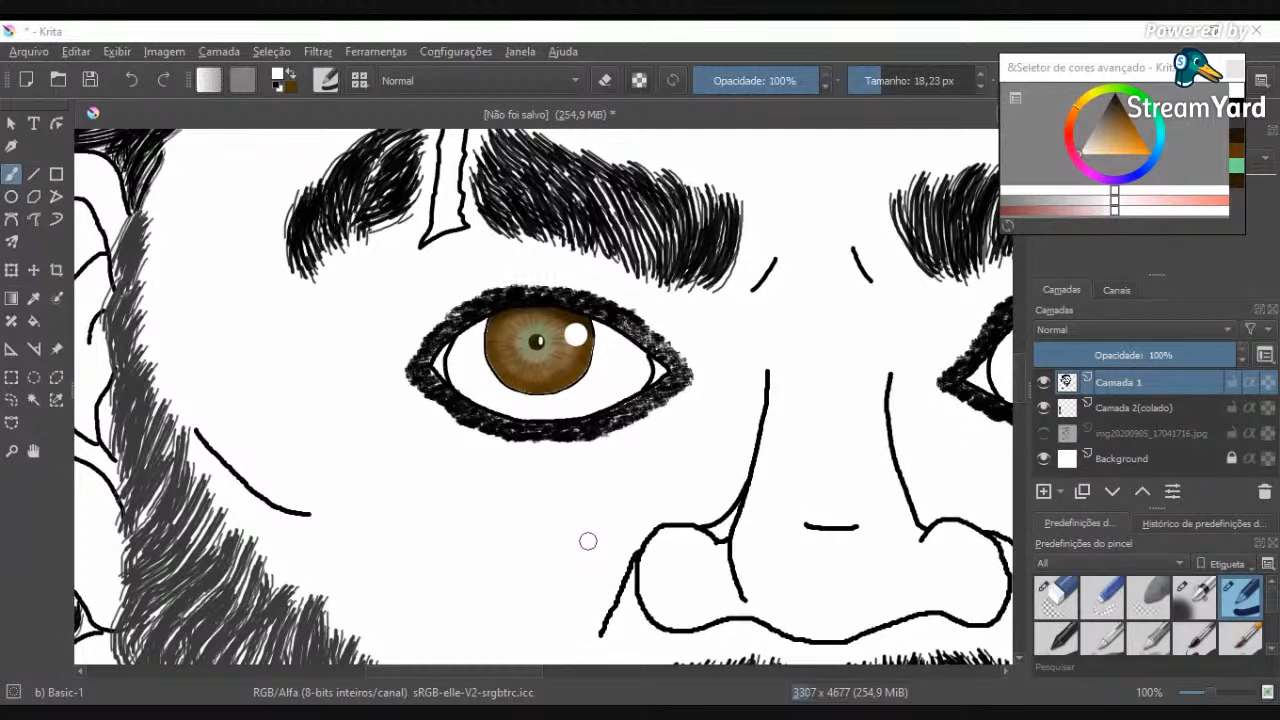 * - Krita
Powered by
Arquivo Editar Exibir Imagem Camada Seleção Filtrar Ferramentas Configurações Janela Ajuda
&Seletor de cores avançado - Krita
StreamYard
Normal
Opacidade: 100%
Tamanho: 18,23 px
[Não foi salvo] (254,9 MiB) *
Camadas Canais
Camadas
Normal
Opacidade: 100%
Camada 1
Camada 2(colado)
img20200905_17041716.jpg
Background
Predefinições d... Histórico de predefinições d...
Predefinições do pincel
All
Etiqueta
Pesquisar
b) Basic-1
RGB/Alfa (8-bits inteiros/canal) sRGB-elle-V2-srgbtrc.icc
3307 x 4677 (254,9 MiB)
100%